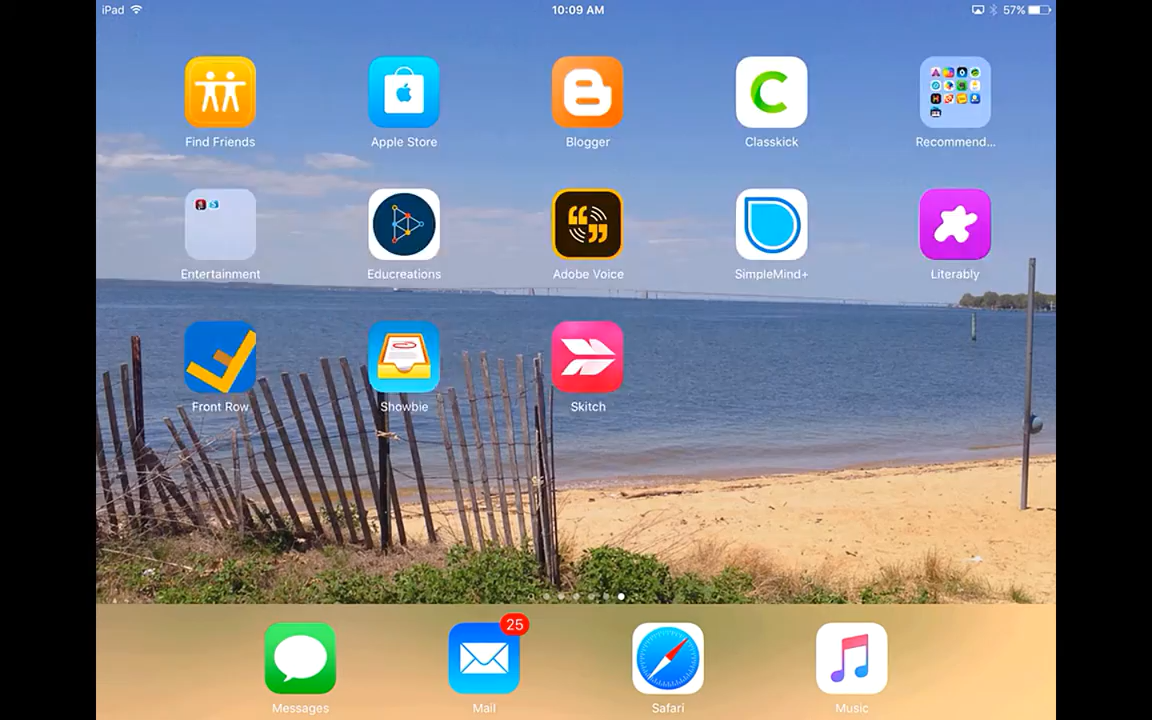 iPad 10:09 AM 57%
Find Friends Apple Store Blogger Classkick Recommend...
Entertainment Educreations Adobe Voice SimpleMind+ Literably
Front Row Showbie Skitch
25
Messages Mail Safari Music